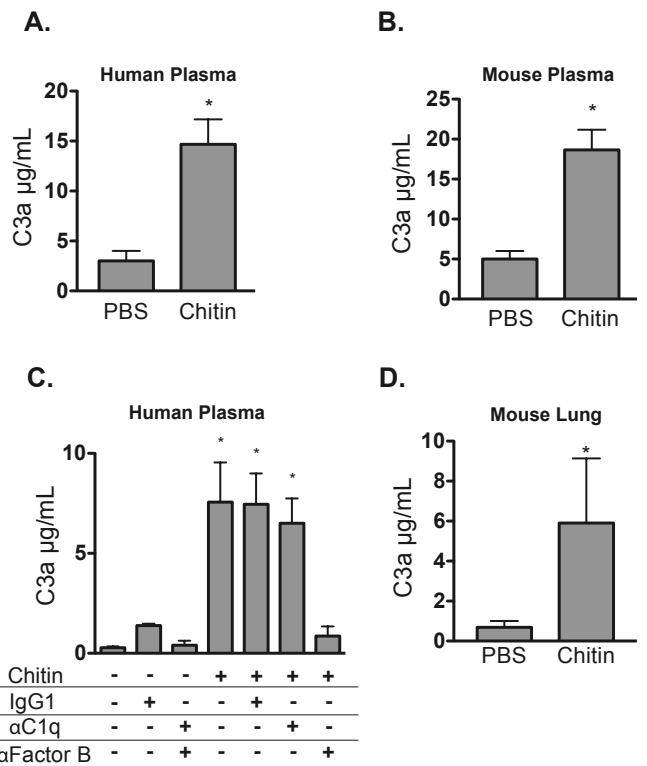 A.
Human Plasma
C3a µg/mL
20
15
10
5
0
*
PBS Chitin
B.
Mouse Plasma
C3a µg/mL
25
20
15
10
5
0
*
PBS Chitin
C.
Human Plasma
C3a µg/mL
10
5
0
* * *
Chitin - - - + + + +
IgG1 - + - - + - -
αC1q - - + - - + -
αFactor B - - + - - - +
D.
Mouse Lung
C3a µg/mL
10
8
6
4
2
0
*
PBS Chitin